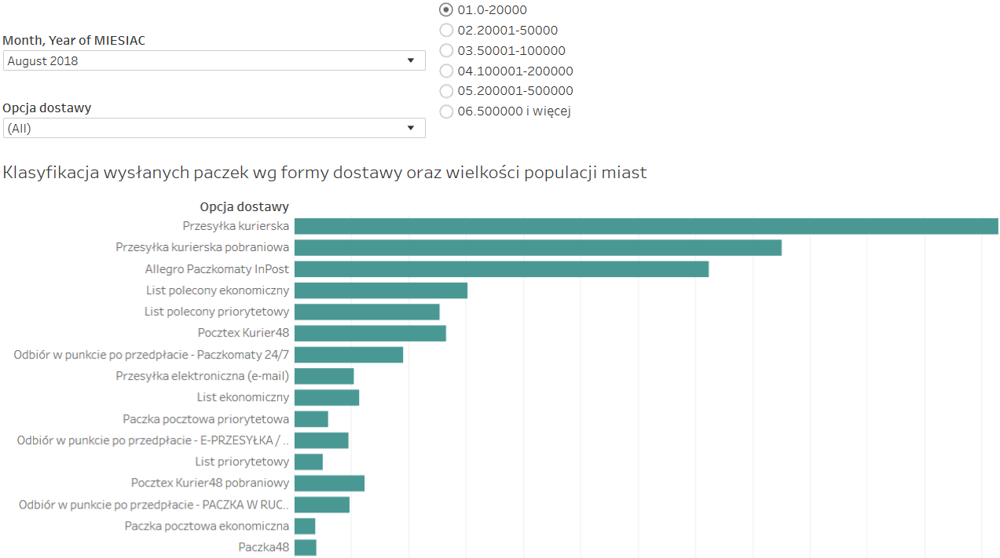 Month, Year of MIESIAC
August 2018
Opcja dostawy
(All)
01.0-20000
02.20001-50000
03.50001-100000
04.100001-200000
05.200001-500000
06.500000 i więcej
Klasyfikacja wysłanych paczek wg formy dostawy oraz wielkości populacji miast
Opcja dostawy
Przesyłka kurierska
Przesyłka kurierska pobraniowa
Allegro Paczkomaty InPost
List polecony ekonomiczny
List polecony priorytetowy
Pocztex Kurier48
Odbiór w punkcie po przedpłacie - Paczkomaty 24/7
Przesyłka elektroniczna (e-mail)
List ekonomiczny
Paczka pocztowa priorytetowa
Odbiór w punkcie po przedpłacie - E-PRZESYŁKA / ..
List priorytetowy
Pocztex Kurier48 pobraniowy
Odbiór w punkcie po przedpłacie - PACZKA W RUC..
Paczka pocztowa ekonomiczna
Paczka48